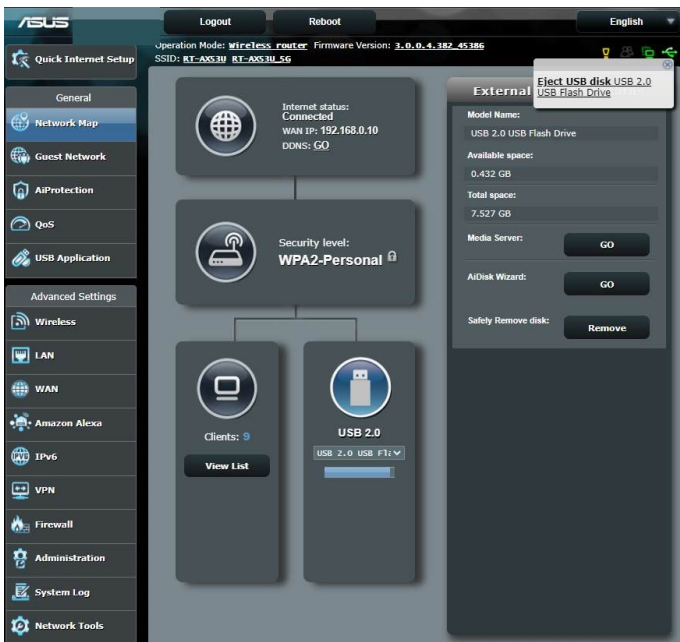 ASUS
Logout
Reboot
English
Operation Mode: Wireless router Firmware Version: 3.0.0.4.382_45386
SSID: RT-AX53U RT-AX53U_5G
Quick Internet Setup
General
Network Map
Guest Network
AiProtection
QoS
USB Application
Advanced Settings
Wireless
LAN
WAN
Amazon Alexa
IPv6
VPN
Firewall
Administration
System Log
Network Tools
Internet status:
Connected
WAN IP: 192.168.0.10
DDNS: GO
Security level:
WPA2-Personal
Clients: 9
View List
USB 2.0
USB 2.0 USB Fla
Eject USB disk USB 2.0
USB Flash Drive
External
Model Name:
USB 2.0 USB Flash Drive
Available space:
0.432 GB
Total space:
7.527 GB
Media Server:
GO
AiDisk Wizard:
GO
Safely Remove disk:
Remove